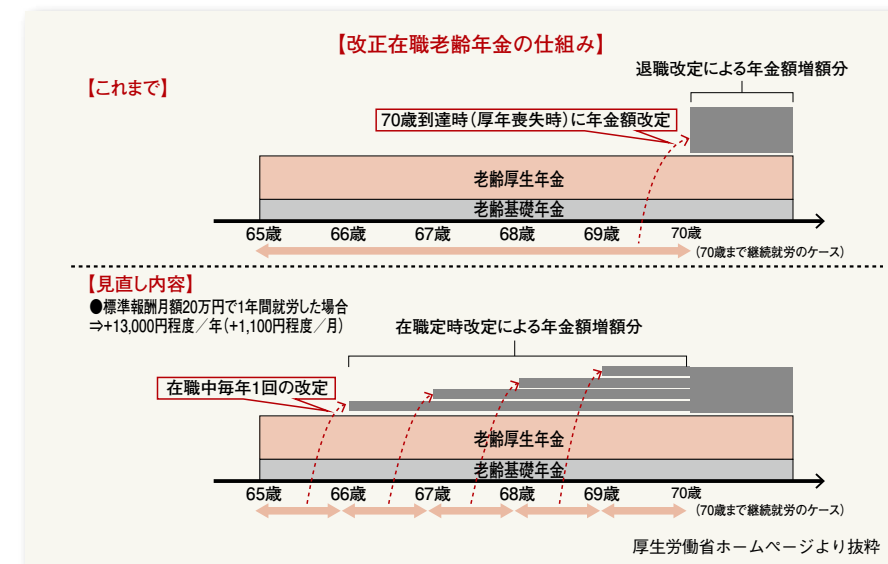 【改正在職老齢年金の仕組み】
退職改定による年金額増額分
【これまで】
70歳到達時(厚年喪失時)に年金額改定
老齢厚生年金
老齢基礎年金
65歳 66歳 67歳 68歳 69歳 70歳
(70歳まで継続就労のケース)
【見直し内容】
●標準報酬月額20万円で1年間就労した場合
⇒+13,000円程度/年(+1,100円程度/月)
在職定時改定による年金額増額分
在職中毎年1回の改定
老齢厚生年金
老齢基礎年金
65歳 66歳 67歳 68歳 69歳 70歳
(70歳まで継続就労のケース)
厚生労働省ホームページより抜粋